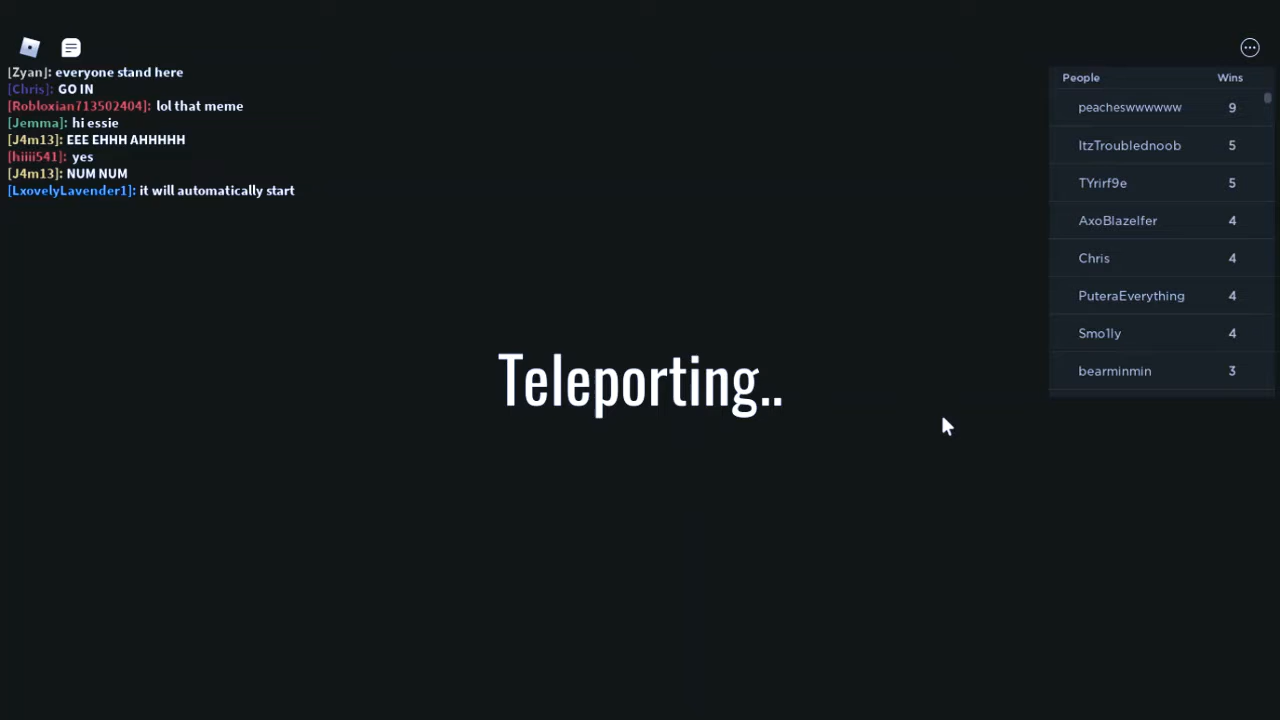 [Zyan]: everyone stand here
[Chris]: GO IN
[Robloxian713502404]: lol that meme
[Jemma]: hi essie
[J4m13]: EEE EHHH AHHHHH
[hiiii541]: yes
[J4m13]: NUM NUM
[LxovelyLavender1]: it will automatically start
People Wins
peacheswwwwww 9
ItzTroublednoob 5
TYrirf9e 5
AxoBlazelfer 4
Chris 4
PuteraEverything 4
Smo1ly 4
bearminmin 3
Teleporting..